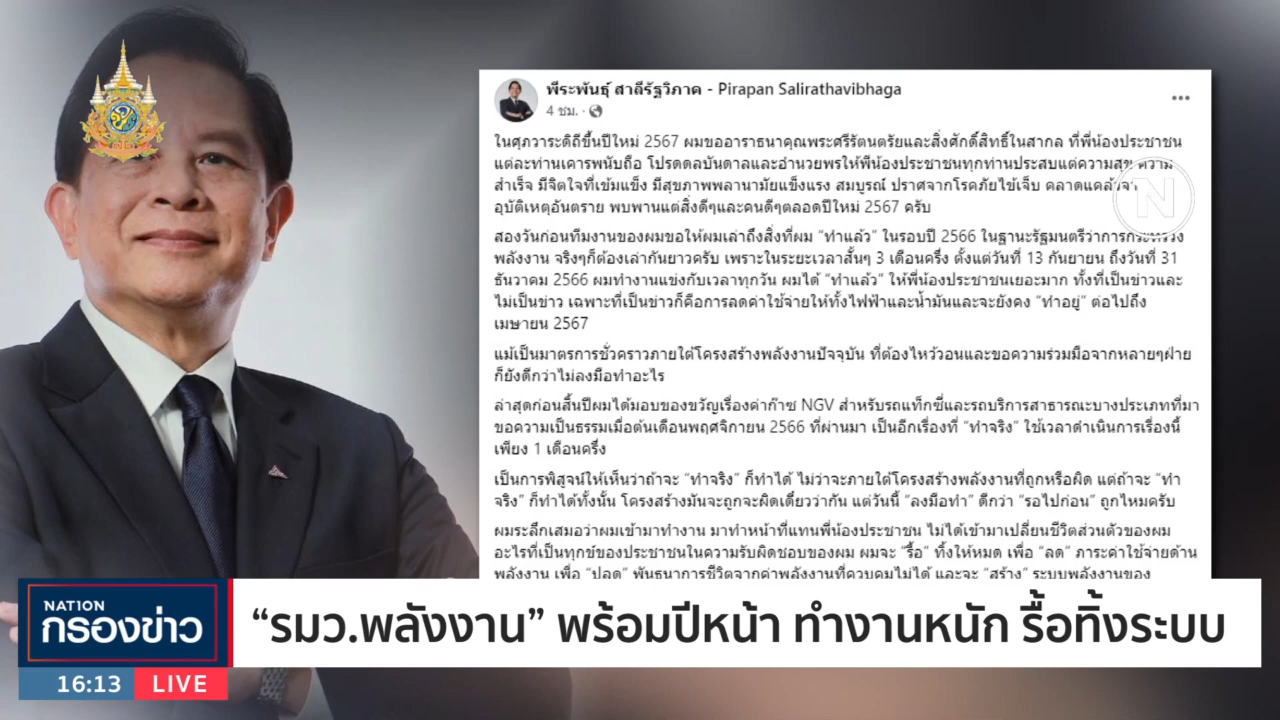 พีระพันธุ์ สาลีรัฐวิภาค - Pirapan Salirathavibhaga
4 ชม. ·
ในศุภวาระดิถีขึ้นปีใหม่ 2567 ผมขออาราธนาคุณพระศรีรัตนตรัยและสิ่งศักดิ์สิทธิ์ในสากล ที่พี่น้องประชาชน
แต่ละท่านเคารพนับถือ โปรดดลบันดาลและอำนวยพรให้พี่น้องประชาชนทุกท่านประสบแต่ความสุข ความ
สำเร็จ มีจิตใจที่เข้มแข็ง มีสุขภาพพลานามัยแข็งแรง สมบูรณ์ ปราศจากโรคภัยไข้เจ็บ
อุบัติเหตุอันตราย พบพานแต่สิ่งดีๆและคนดีๆตลอดปีใหม่ 2567 ครับ
สองวันก่อนทีมงานของผมขอให้ผมเล่าถึงสิ่งที่ผม “ทำแล้ว” ในรอบปี 2566 ในฐานะรัฐมนตรีว่าการกระทรวง
พลังงาน จริงๆก็ต้องเล่ากันยาวครับ เพราะในระยะเวลาสั้นๆ 3 เดือนครึ่ง ตั้งแต่วันที่ 13 กันยายน ถึงวันที่ 31
ธันวาคม 2566 ผมทำงานแข่งกับเวลาทุกวัน ผมได้ “ทำแล้ว” ให้พี่น้องประชาชนเยอะมาก ทั้งที่เป็นข่าวและ
ไม่เป็นข่าว เฉพาะที่เป็นข่าวก็คือการลดค่าใช้จ่ายให้ทั้งไฟฟ้าและน้ำมันและจะยังคง “ทำอยู่” ต่อไปถึง
เมษายน 2567
แม้เป็นมาตรการชั่วคราวภายใต้โครงสร้างพลังงานปัจจุบัน ที่ต้องไหว้วอนและขอความร่วมมือจากหลายๆฝ่าย
ก็ยังดีกว่าไม่ลงมือทำอะไร
ล่าสุดก่อนสิ้นปีผมได้มอบของขวัญเรื่องค่าก๊าซ NGV สำหรับรถแท็กซี่และรถบริการสาธารณะบางประเภทที่มา
ขอความเป็นธรรมเมื่อต้นเดือนพฤศจิกายน 2566 ที่ผ่านมา เป็นอีกเรื่องที่ “ทำจริง” ใช้เวลาดำเนินการเรื่องนี้
เพียง 1 เดือนครึ่ง
เป็นการพิสูจน์ให้เห็นว่าถ้าจะ “ทำจริง” ก็ทำได้ ไม่ว่าจะภายใต้โครงสร้างพลังงานที่ถูกหรือผิด แต่ถ้าจะ “ทำ
จริง” ก็ทำได้ทั้งนั้น โครงสร้างมันจะถูกจะผิดเดี๋ยวว่ากัน แต่วันนี้ “ลงมือทำ” ดีกว่า “รอไปก่อน” ถูกไหมครับ
ผมระลึกเสมอว่าผมเข้ามาทำงาน มาทำหน้าที่แทนพี่น้องประชาชน ไม่ได้เข้ามาเปลี่ยนชีวิตส่วนตัวของผม
อะไรที่เป็นทุกข์ของประชาชนในความรับผิดชอบของผม ผมจะ “รื้อ” ทิ้งให้หมด เพื่อ “ลด” ภาระค่าใช้จ่ายด้าน
พลังงาน เพื่อ “ปลด” พันธนาการชีวิตจากค่าพลังงานที่ควบคุมไม่ได้ และจะ “สร้าง” ระบบพลังงานของ
N
NATION
กรองข่าว
“รมว.พลังงาน” พร้อมปีหน้า ทำงานหนัก รื้อทิ้งระบบ
16:13 LIVE